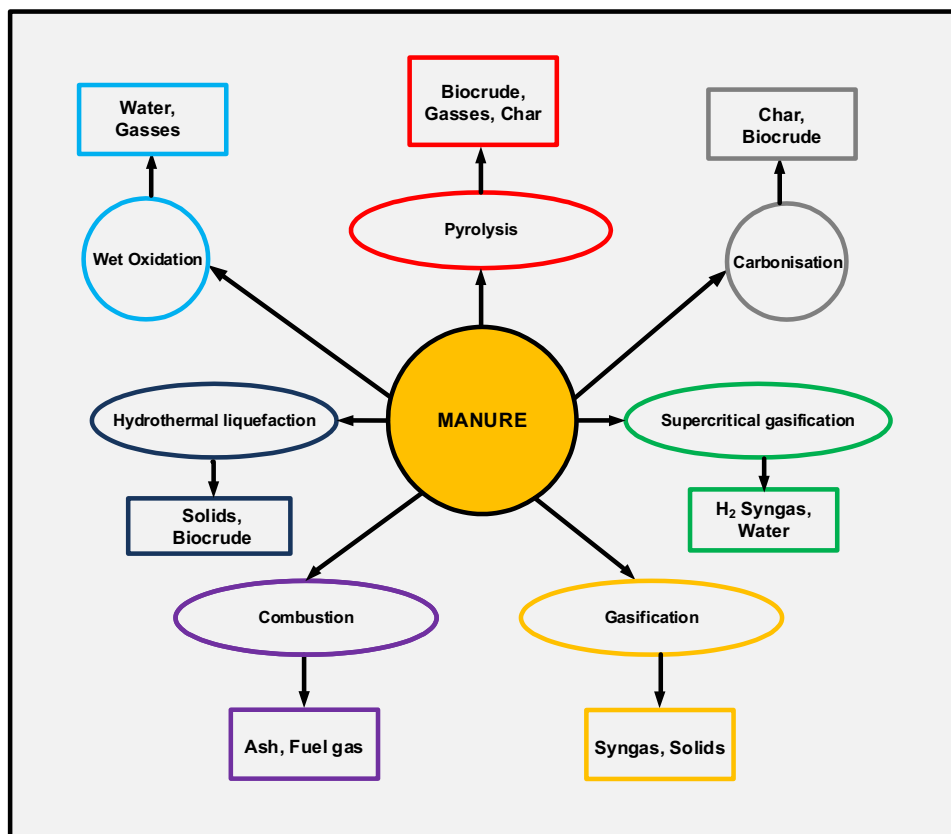 Water,
Gasses
Biocrude,
Gasses, Char
Char,
Biocrude
Wet Oxidation
Pyrolysis
Carbonisation
Hydrothermal liquefaction
MANURE
Supercritical gasification
Solids,
Biocrude
H₂ Syngas,
Water
Combustion
Gasification
Ash, Fuel gas
Syngas, Solids